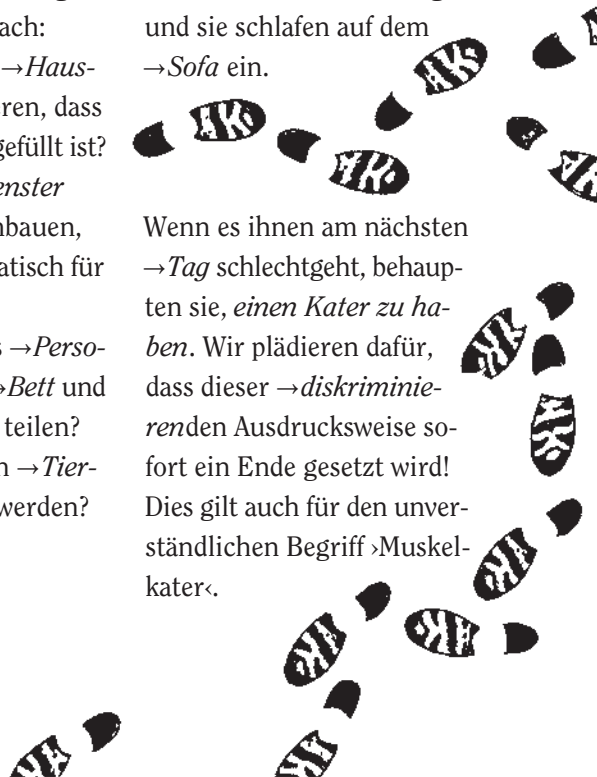 ach:
→Haus-
ren, dass
gefüllt ist?
enster
nbauen,
atisch für
s →Perso-
→Bett und
teilen?
n →Tier-
werden?
und sie schlafen auf dem
→Sofa ein.
Wenn es ihnen am nächsten
→Tag schlechtgeht, behaup-
ten sie, einen Kater zu ha-
ben. Wir plädieren dafür,
dass dieser →diskriminie-
renden Ausdrucksweise so-
fort ein Ende gesetzt wird!
Dies gilt auch für den unver-
ständlichen Begriff ›Muskel-
kater‹.